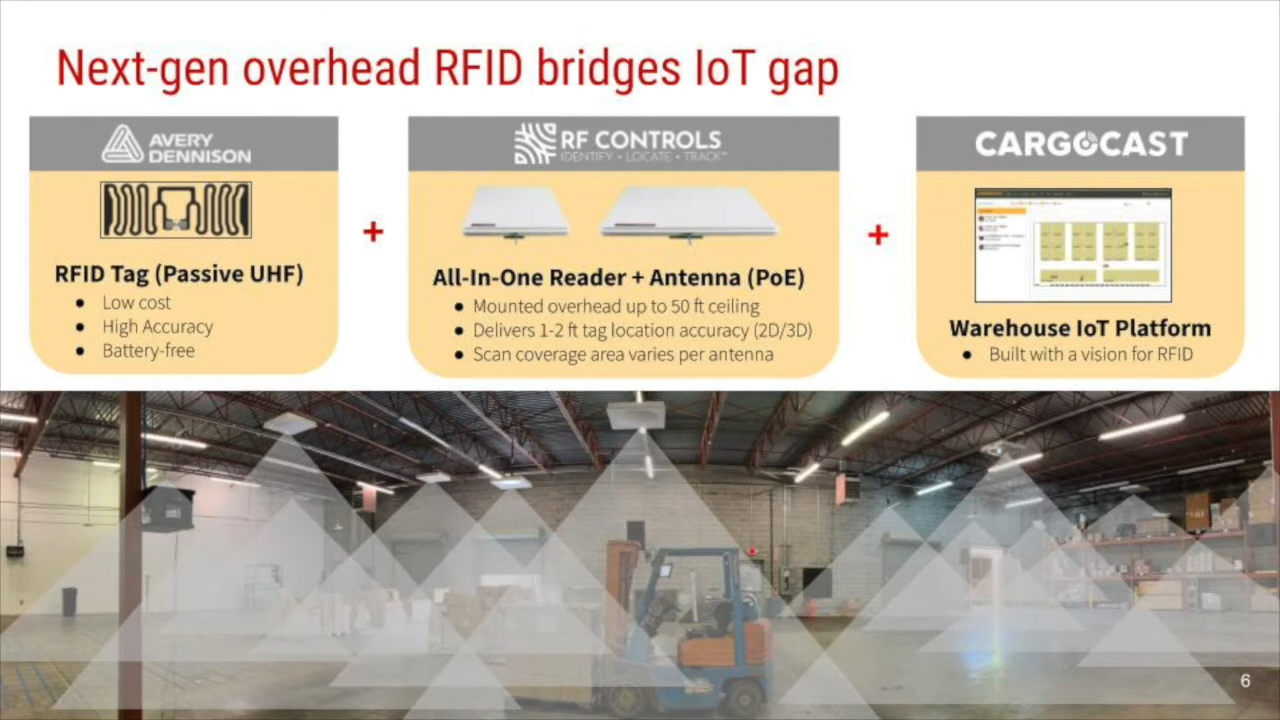 Next-gen overhead RFID bridges IoT gap
AVERY
DENNISON
RFID Tag (Passive UHF)
● Low cost
● High Accuracy
● Battery-free
+
RF CONTROLS
IDENTIFY • LOCATE • TRACK™
All-In-One Reader + Antenna (PoE)
● Mounted overhead up to 50 ft ceiling
● Delivers 1-2 ft tag location accuracy (2D/3D)
● Scan coverage area varies per antenna
+
CARGOCAST
Warehouse IoT Platform
● Built with a vision for RFID
6